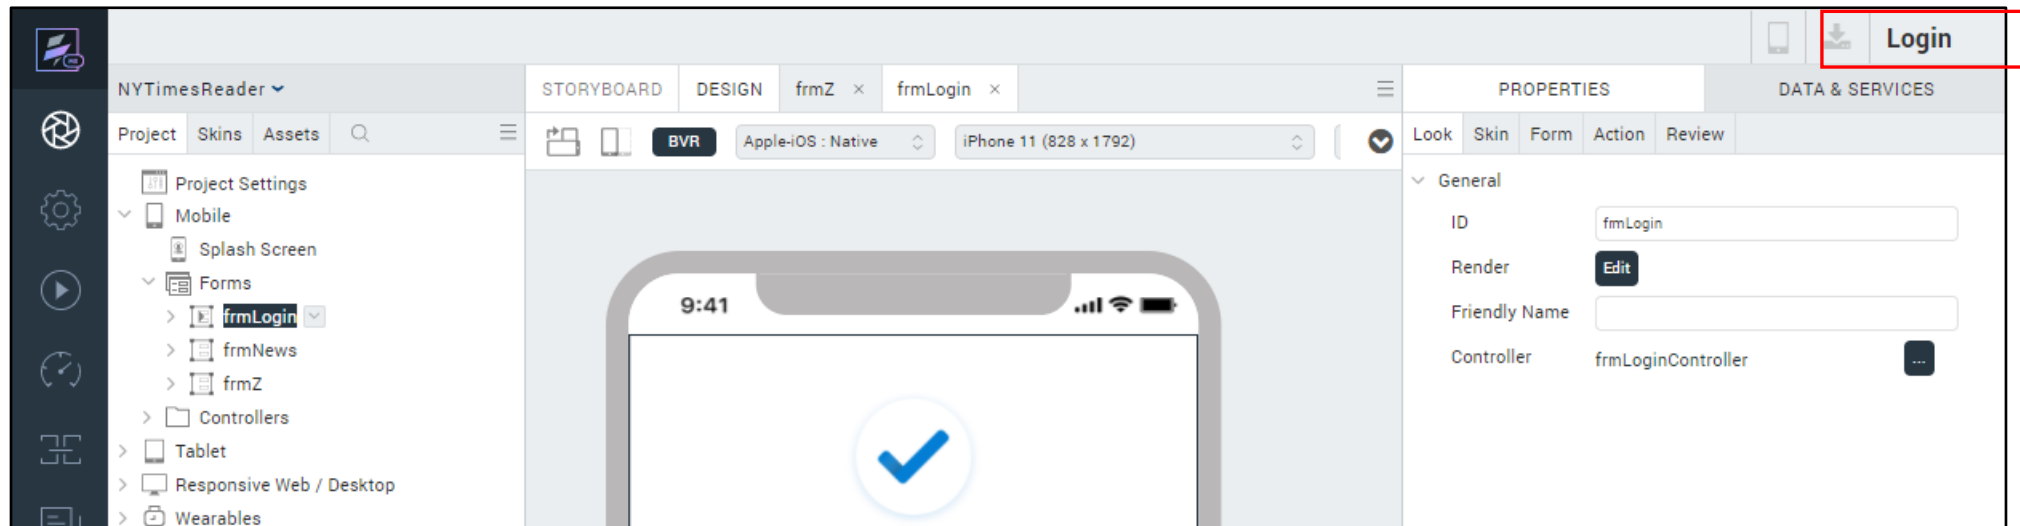 Login
NYTimesReader
STORYBOARD DESIGN frmZ × frmLogin ×
PROPERTIES DATA & SERVICES
Project Skins Assets
BVR Apple-iOS : Native iPhone 11 (828 x 1792)
Look Skin Form Action Review
Project Settings
Mobile
Splash Screen
Forms
frmLogin
frmNews
frmZ
Controllers
Tablet
Responsive Web / Desktop
Wearables
9:41
General
ID frmLogin
Render Edit
Friendly Name
Controller frmLoginController ...